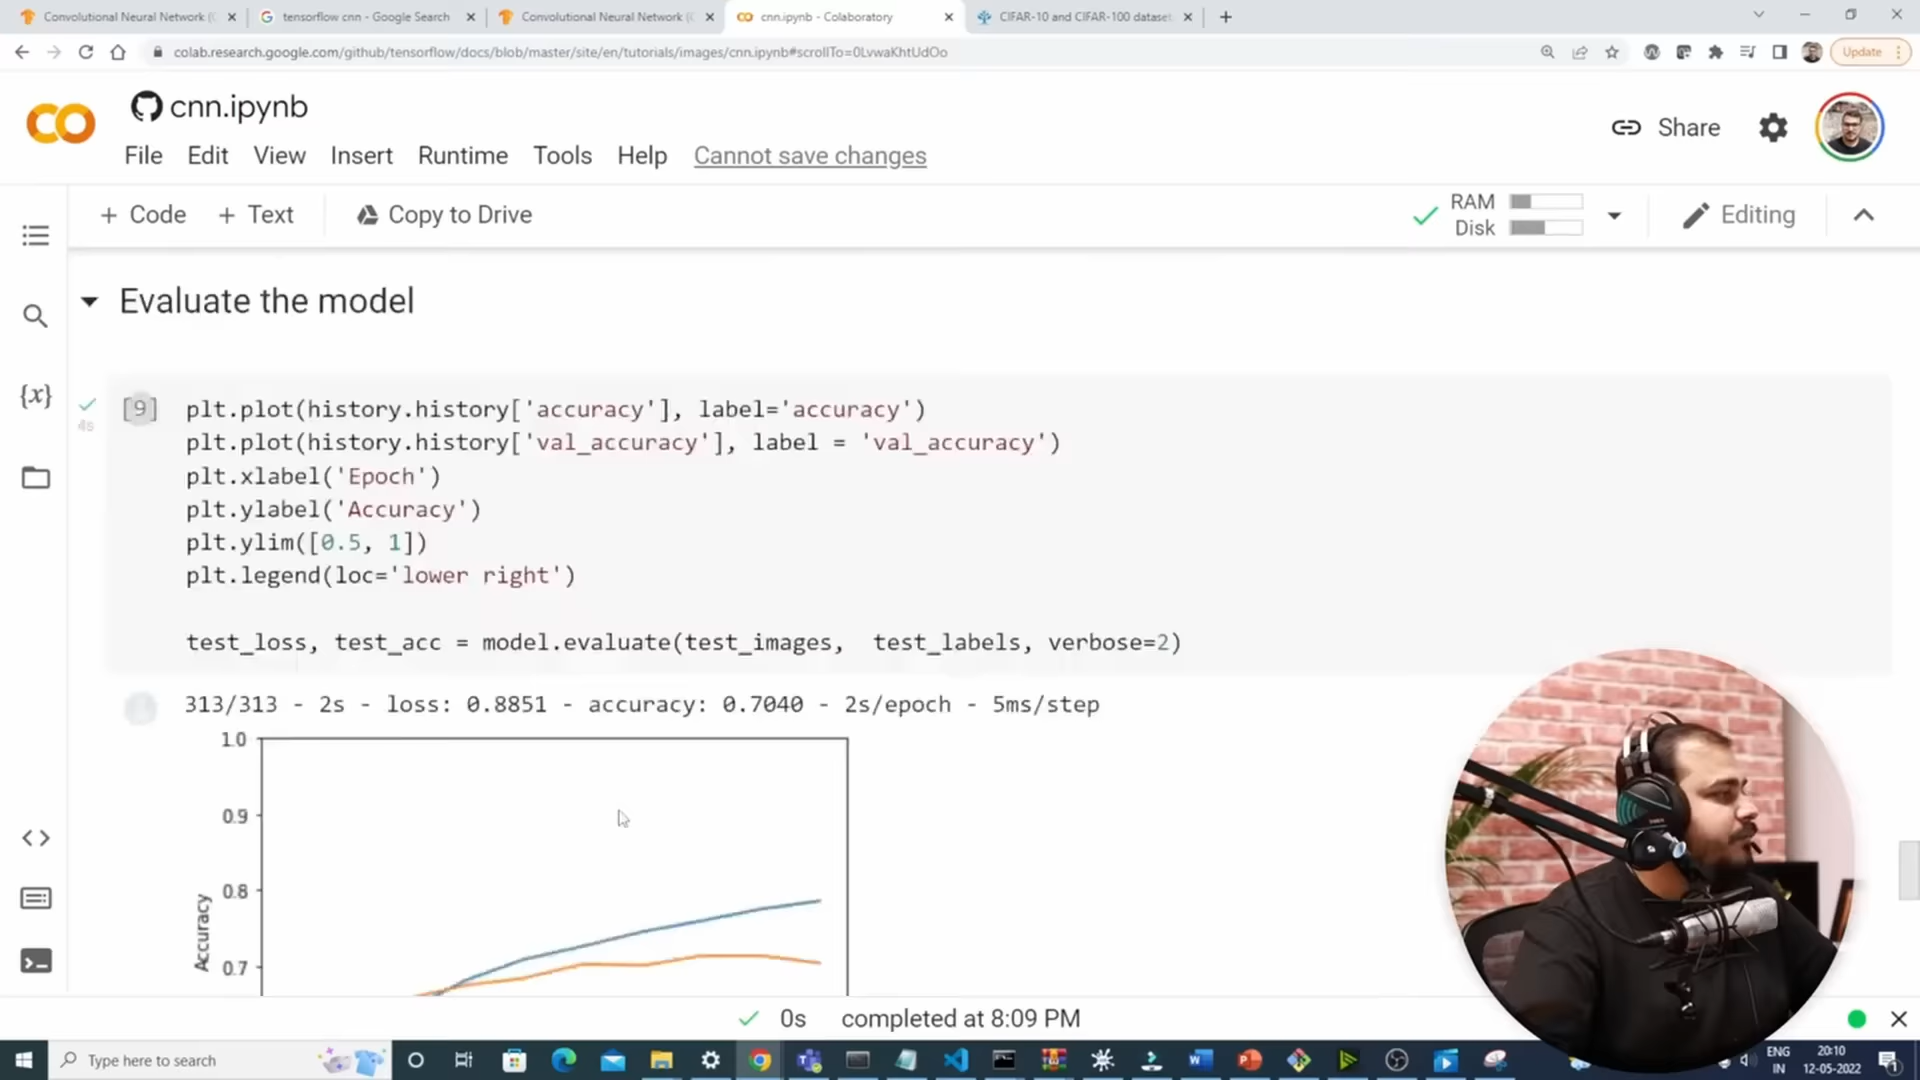 Convolutional Neural Network (C
tensorflow cnn - Google Search
Convolutional Neural Network (C
cnn.ipynb - Colaboratory
CIFAR-10 and CIFAR-100 dataset
colab.research.google.com/github/tensorflow/docs/blob/master/site/en/tutorials/images/cnn.ipynb#scrollTo=0LvwaKhtUdOo
Update
cnn.ipynb
File Edit View Insert Runtime Tools Help Cannot save changes
Share
+ Code + Text Copy to Drive
RAM
Disk
Editing
Evaluate the model
{x}
4s
[9]
plt.plot(history.history['accuracy'], label='accuracy')
plt.plot(history.history['val_accuracy'], label = 'val_accuracy')
plt.xlabel('Epoch')
plt.ylabel('Accuracy')
plt.ylim([0.5, 1])
plt.legend(loc='lower right')
test_loss, test_acc = model.evaluate(test_images,  test_labels, verbose=2)
313/313 - 2s - loss: 0.8851 - accuracy: 0.7040 - 2s/epoch - 5ms/step
1.0
0.9
0.8
0.7
Accuracy
0s completed at 8:09 PM
Type here to search
ENG
IN
20:10
12-05-2022
1